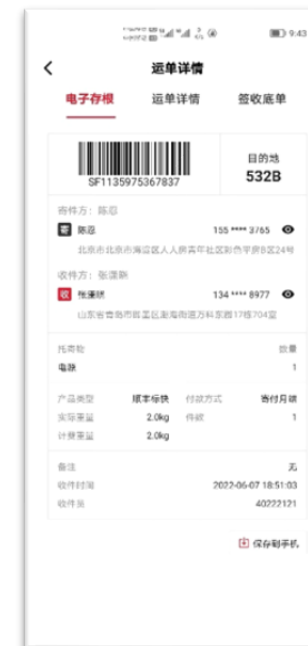 9:43
运单详情
电子存根 运单详情 签收底单
SF1135975367837
目的地
532B
寄件方：陈忍
寄 陈忍 155 **** 3765
收件方：张潇
收 134 **** 8977
托寄物 数量
电脑 1
产品类型 顺丰标快 付款方式 寄付月结
实际重量 2.0kg 件数 1
计费重量 2.0kg
备注 无
收件时间 2022-06-07 18:51:03
收件员 40222121
保存到手机